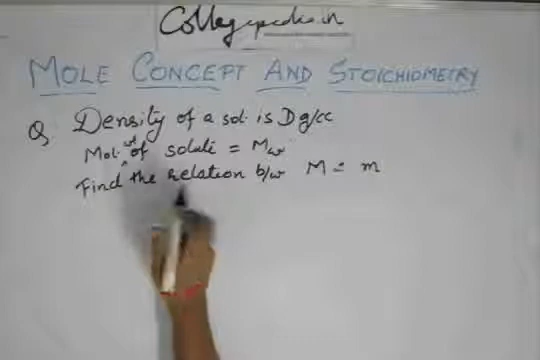 Collegepedia.in
MOLE CONCEPT AND STOICHIOMETRY
Q. Density of a sol. is D g/cc
Mol. wt of solute = Mw
Find the relation b/w M = m